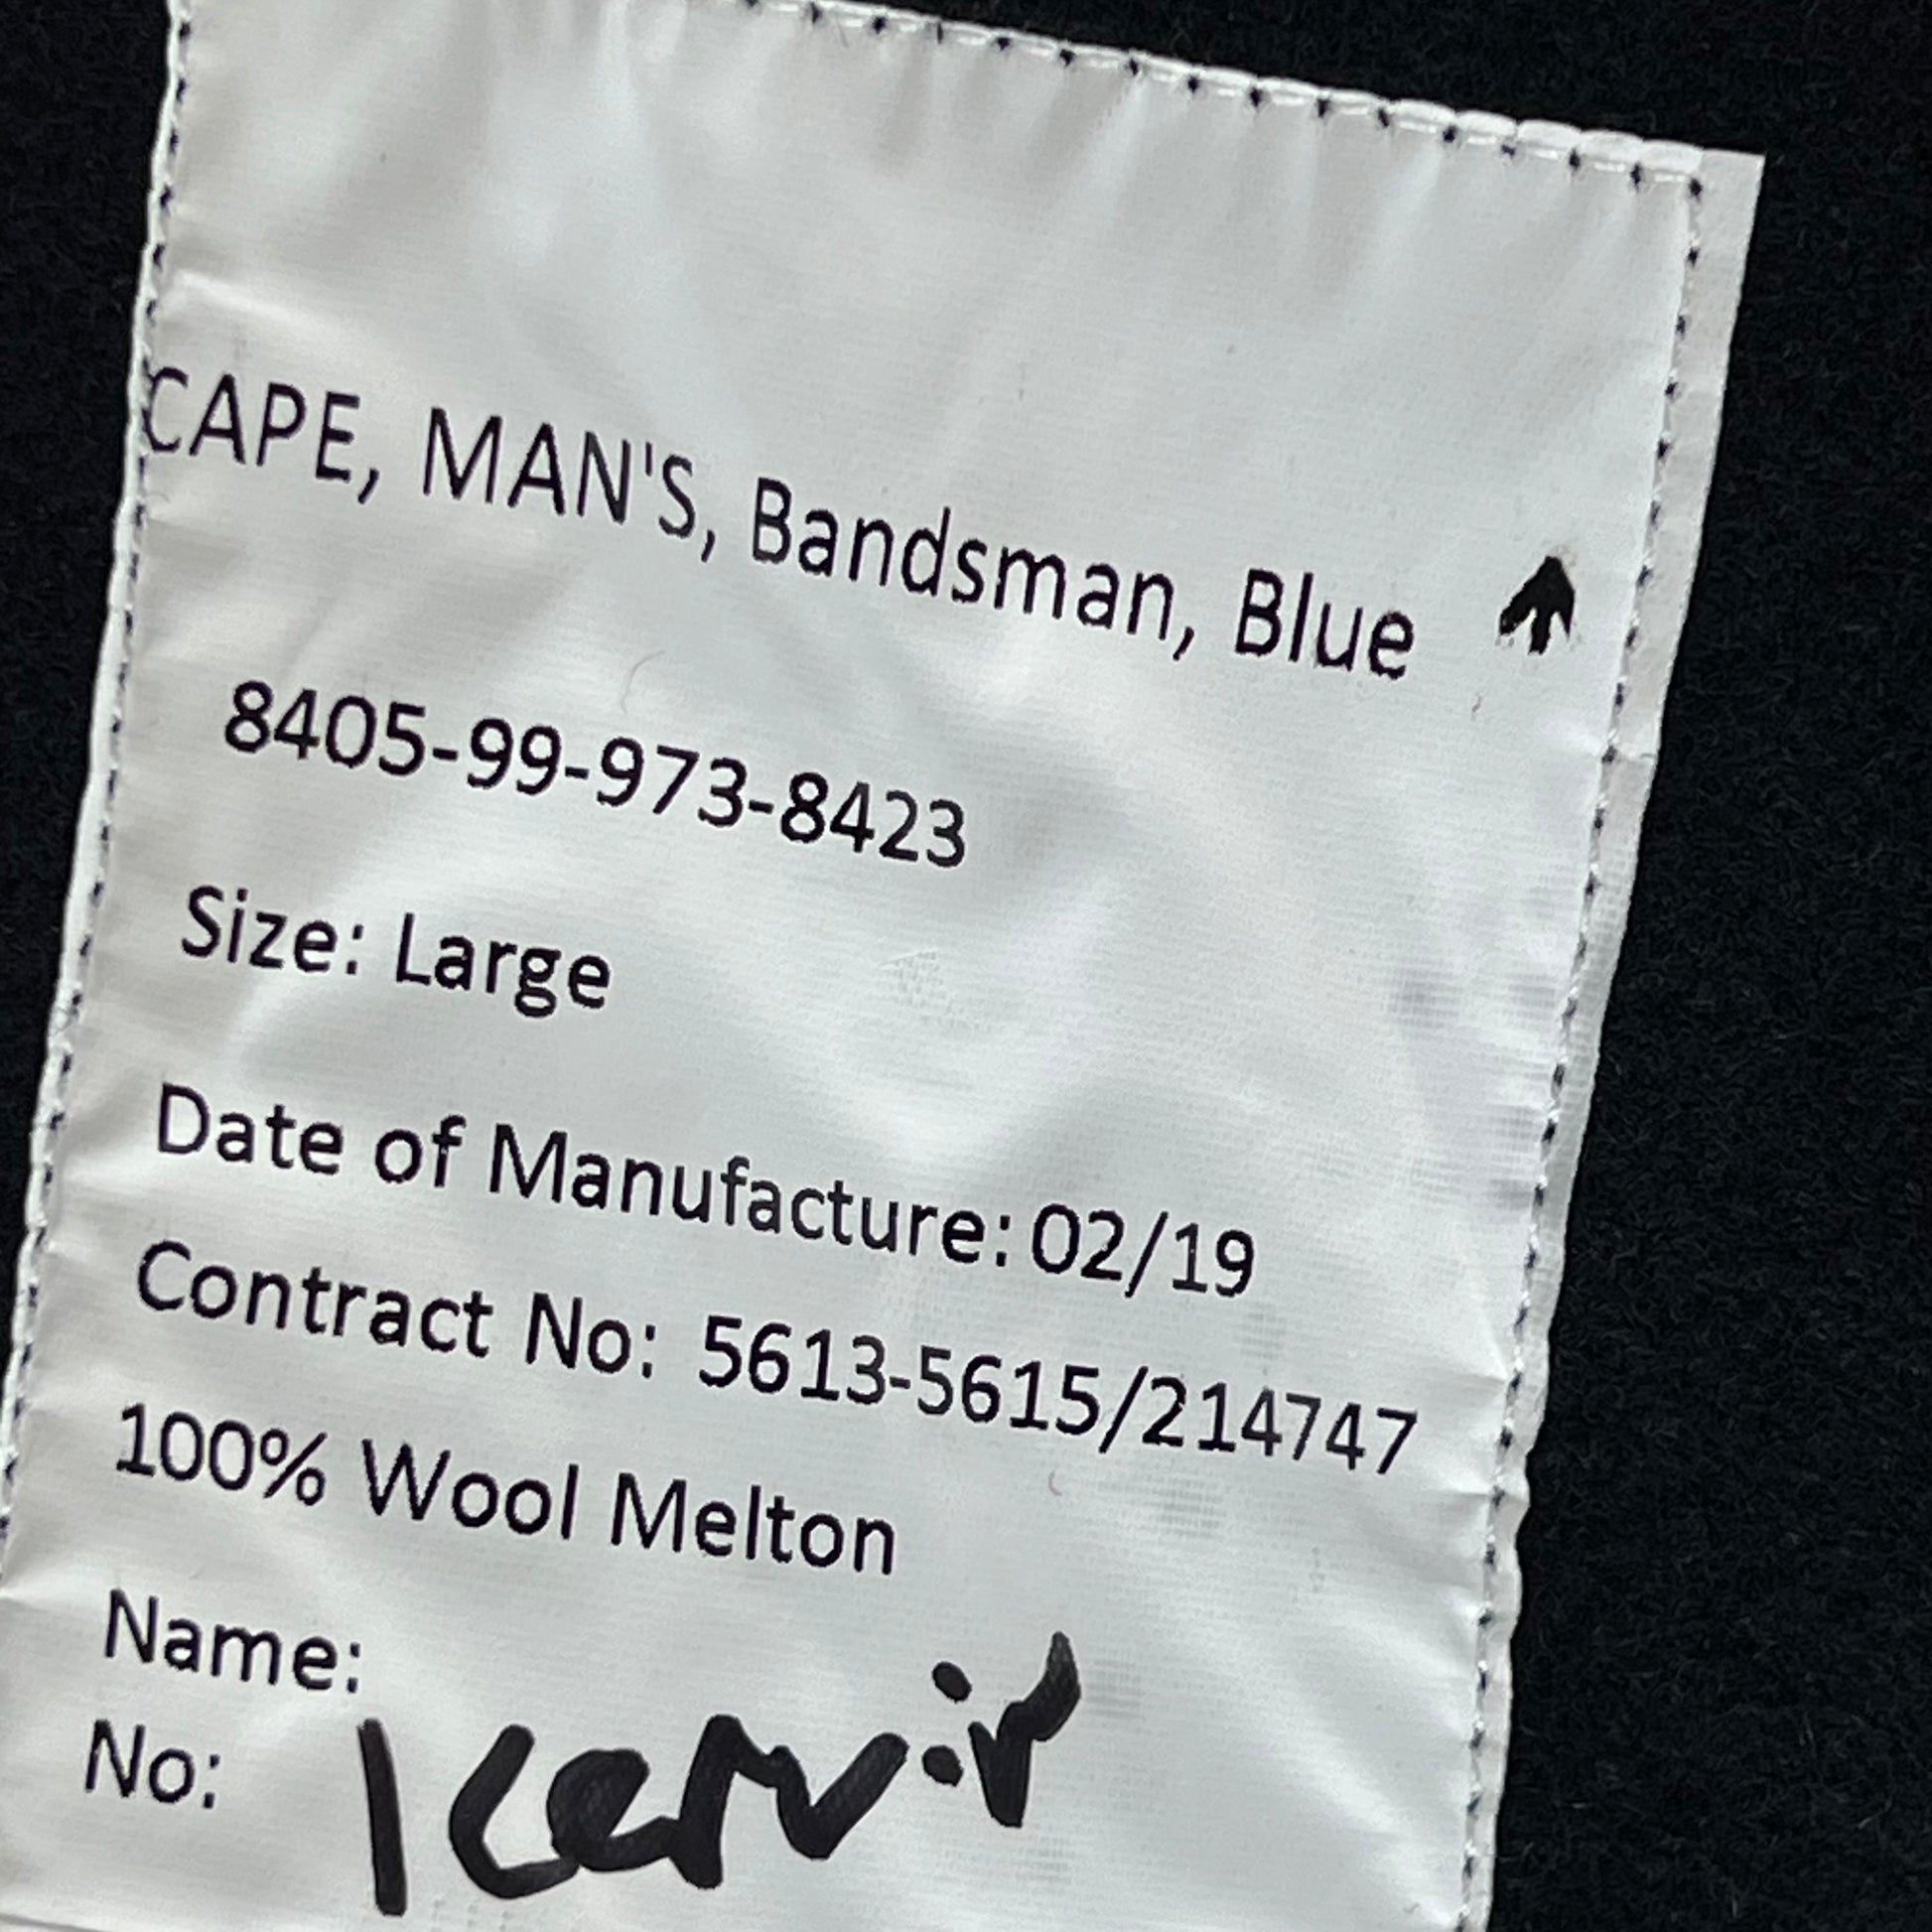 CAPE, MAN'S, Bandsman, Blue
8405-99-973-8423
Size: Large
Date of Manufacture: 02/19
Contract No: 5613-5615/214747
100% Wool Melton
Name:
No: